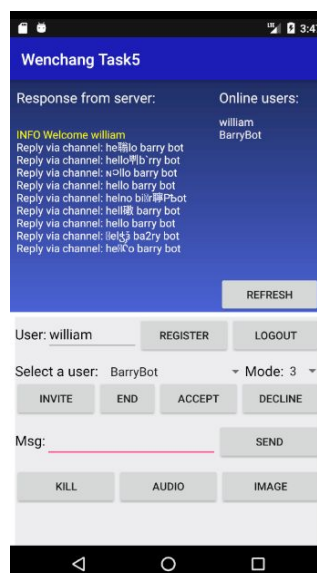 3:47
Wenchang Task5
Response from server:
Online users:
william
BarryBot
INFO Welcome william
Reply via channel: barry bot
Reply via channel:
Reply via channel: barry bot
Reply via channel: hello barry bot
Reply via channel:
Reply via channel: barry bot
Reply via channel: hello barry bot
Reply via channel: ba2ry bot
Reply via channel: barry bot
REFRESH
User: william
REGISTER
LOGOUT
Select a user: BarryBot
Mode: 3
INVITE
END
ACCEPT
DECLINE
Msg:
SEND
KILL
AUDIO
IMAGE